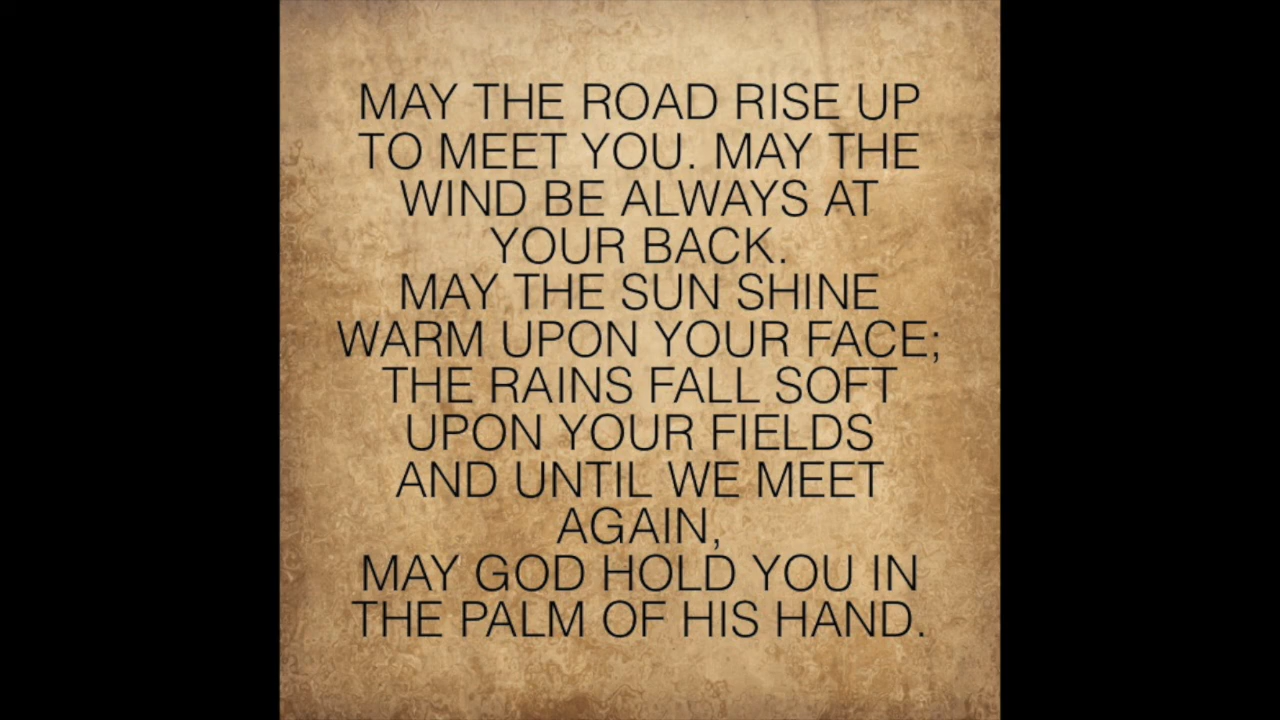 MAY THE ROAD RISE UP
TO MEET YOU. MAY THE
WIND BE ALWAYS AT
YOUR BACK.
MAY THE SUN SHINE
WARM UPON YOUR FACE;
THE RAINS FALL SOFT
UPON YOUR FIELDS
AND UNTIL WE MEET
AGAIN,
MAY GOD HOLD YOU IN
THE PALM OF HIS HAND.